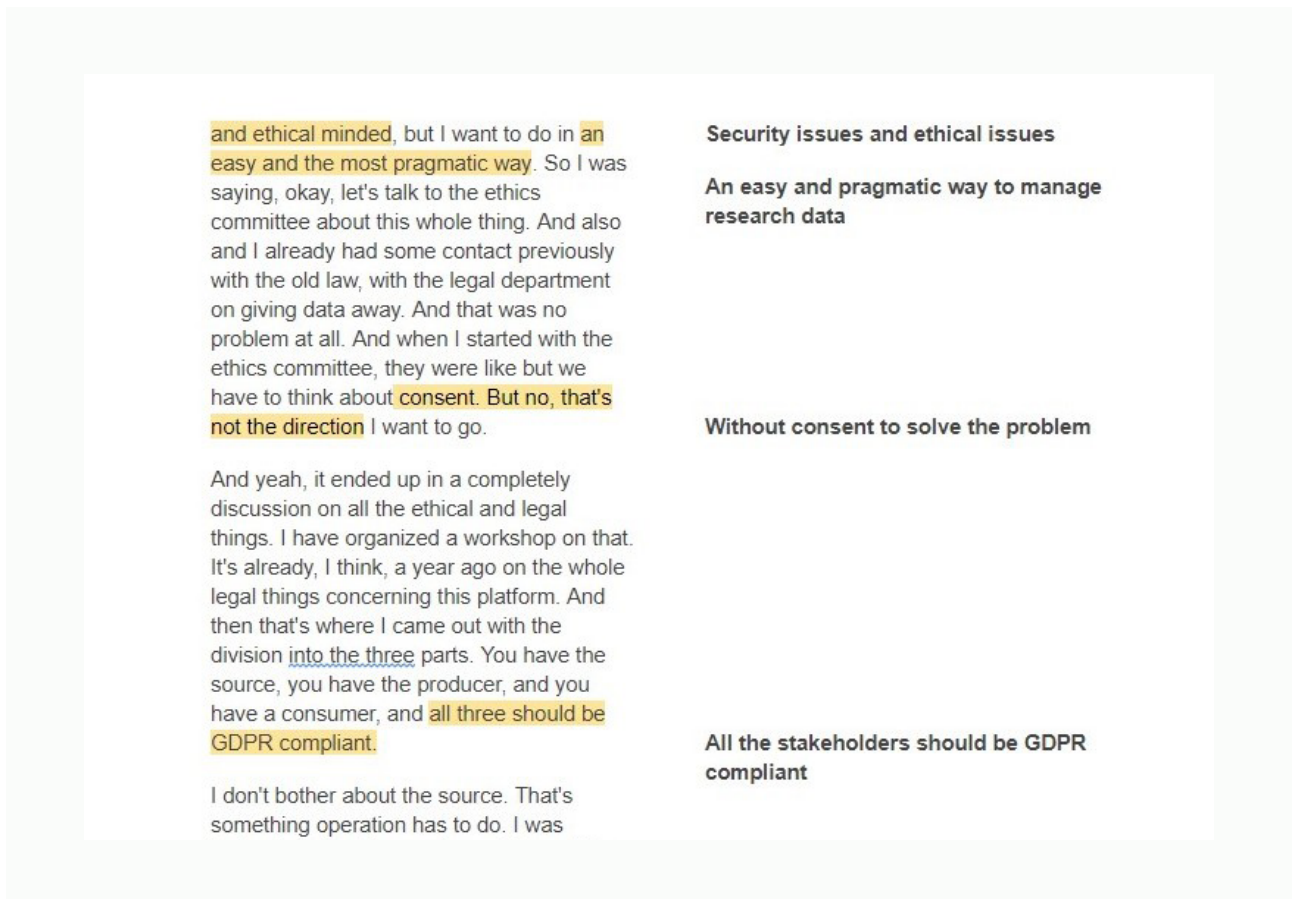 and ethical minded, but I want to do in an
easy and the most pragmatic way. So I was
saying, okay, let's talk to the ethics
committee about this whole thing. And also
and I already had some contact previously
with the old law, with the legal department
on giving data away. And that was no
problem at all. And when I started with the
ethics committee, they were like but we
have to think about consent. But no, that's
not the direction I want to go.
And yeah, it ended up in a completely
discussion on all the ethical and legal
things. I have organized a workshop on that.
It's already, I think, a year ago on the whole
legal things concerning this platform. And
then that's where I came out with the
division into the three parts. You have the
source, you have the producer, and you
have a consumer, and all three should be
GDPR compliant.
I don't bother about the source. That's
something operation has to do. I was
Security issues and ethical issues
An easy and pragmatic way to manage
research data
Without consent to solve the problem
All the stakeholders should be GDPR
compliant